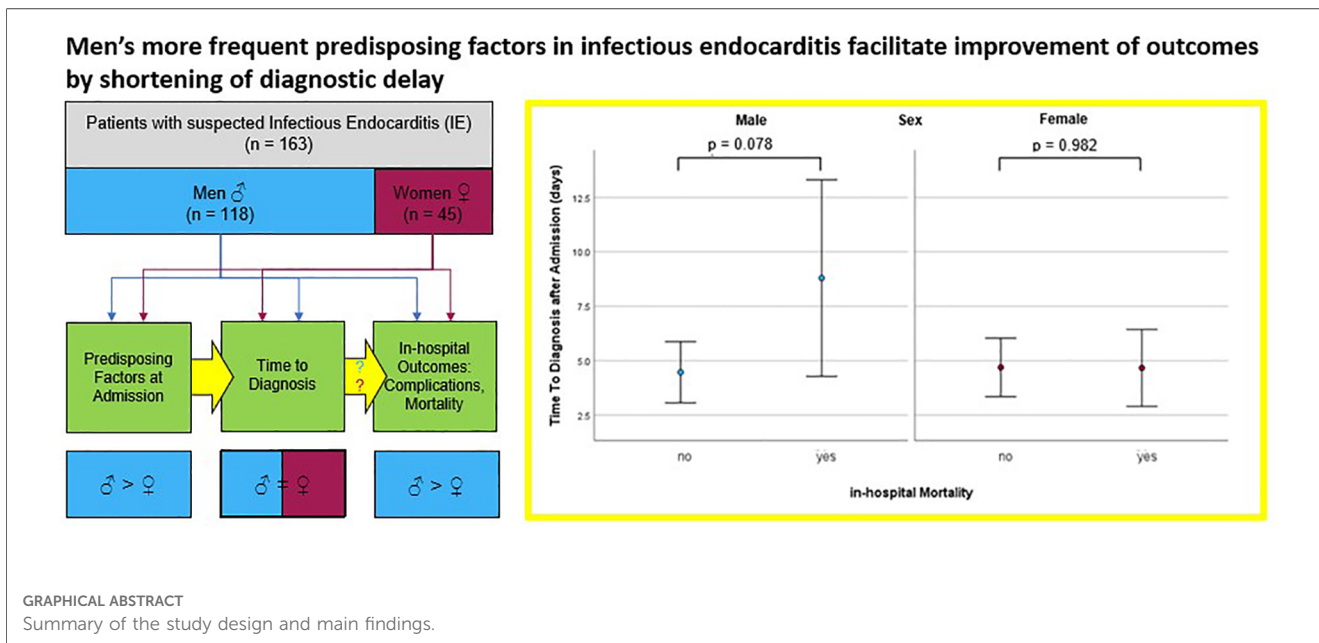 Men's more frequent predisposing factors in infectious endocarditis facilitate improvement of outcomes
by shortening of diagnostic delay
Patients with suspected Infectious Endocarditis (IE)
(n = 163)
Men ♂
(n = 118)
Women ♀
(n = 45)
Predisposing
Factors at
Admission
Time to
Diagnosis
?
?
In-hospital
Outcomes:
Complications,
Mortality
♂ > ♀
♂ = ♀
♂ > ♀
Male
Sex
Female
p = 0.078
p = 0.982
Time To Diagnosis after Admission (days)
12.5
10.0
7.5
5.0
2.5
no
yes
no
yes
in-hospital Mortality
GRAPHICAL ABSTRACT
Summary of the study design and main findings.